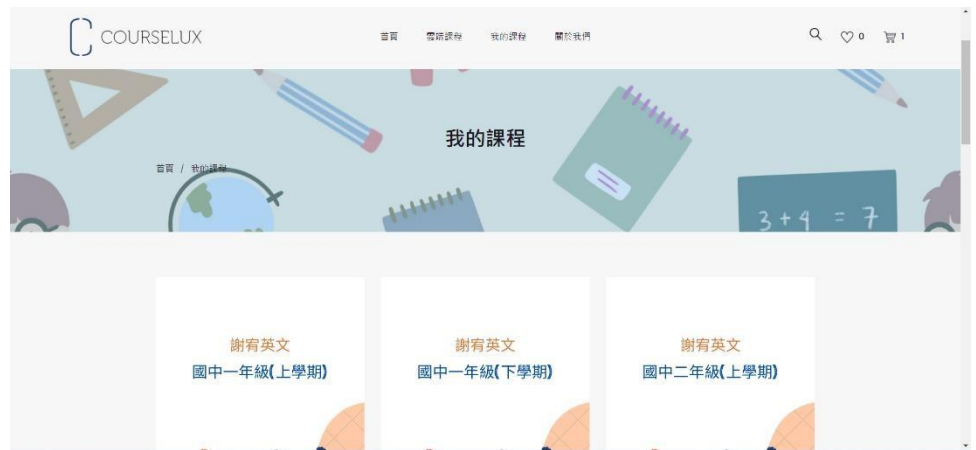 COURSELUX
首頁 雲端課程 我的課程 關於我們
0 1
我的課程
首頁 / 我的課程
3 + 4 = 7
謝宥英文
國中一年級(上學期)
謝宥英文
國中一年級(下學期)
謝宥英文
國中二年級(上學期)